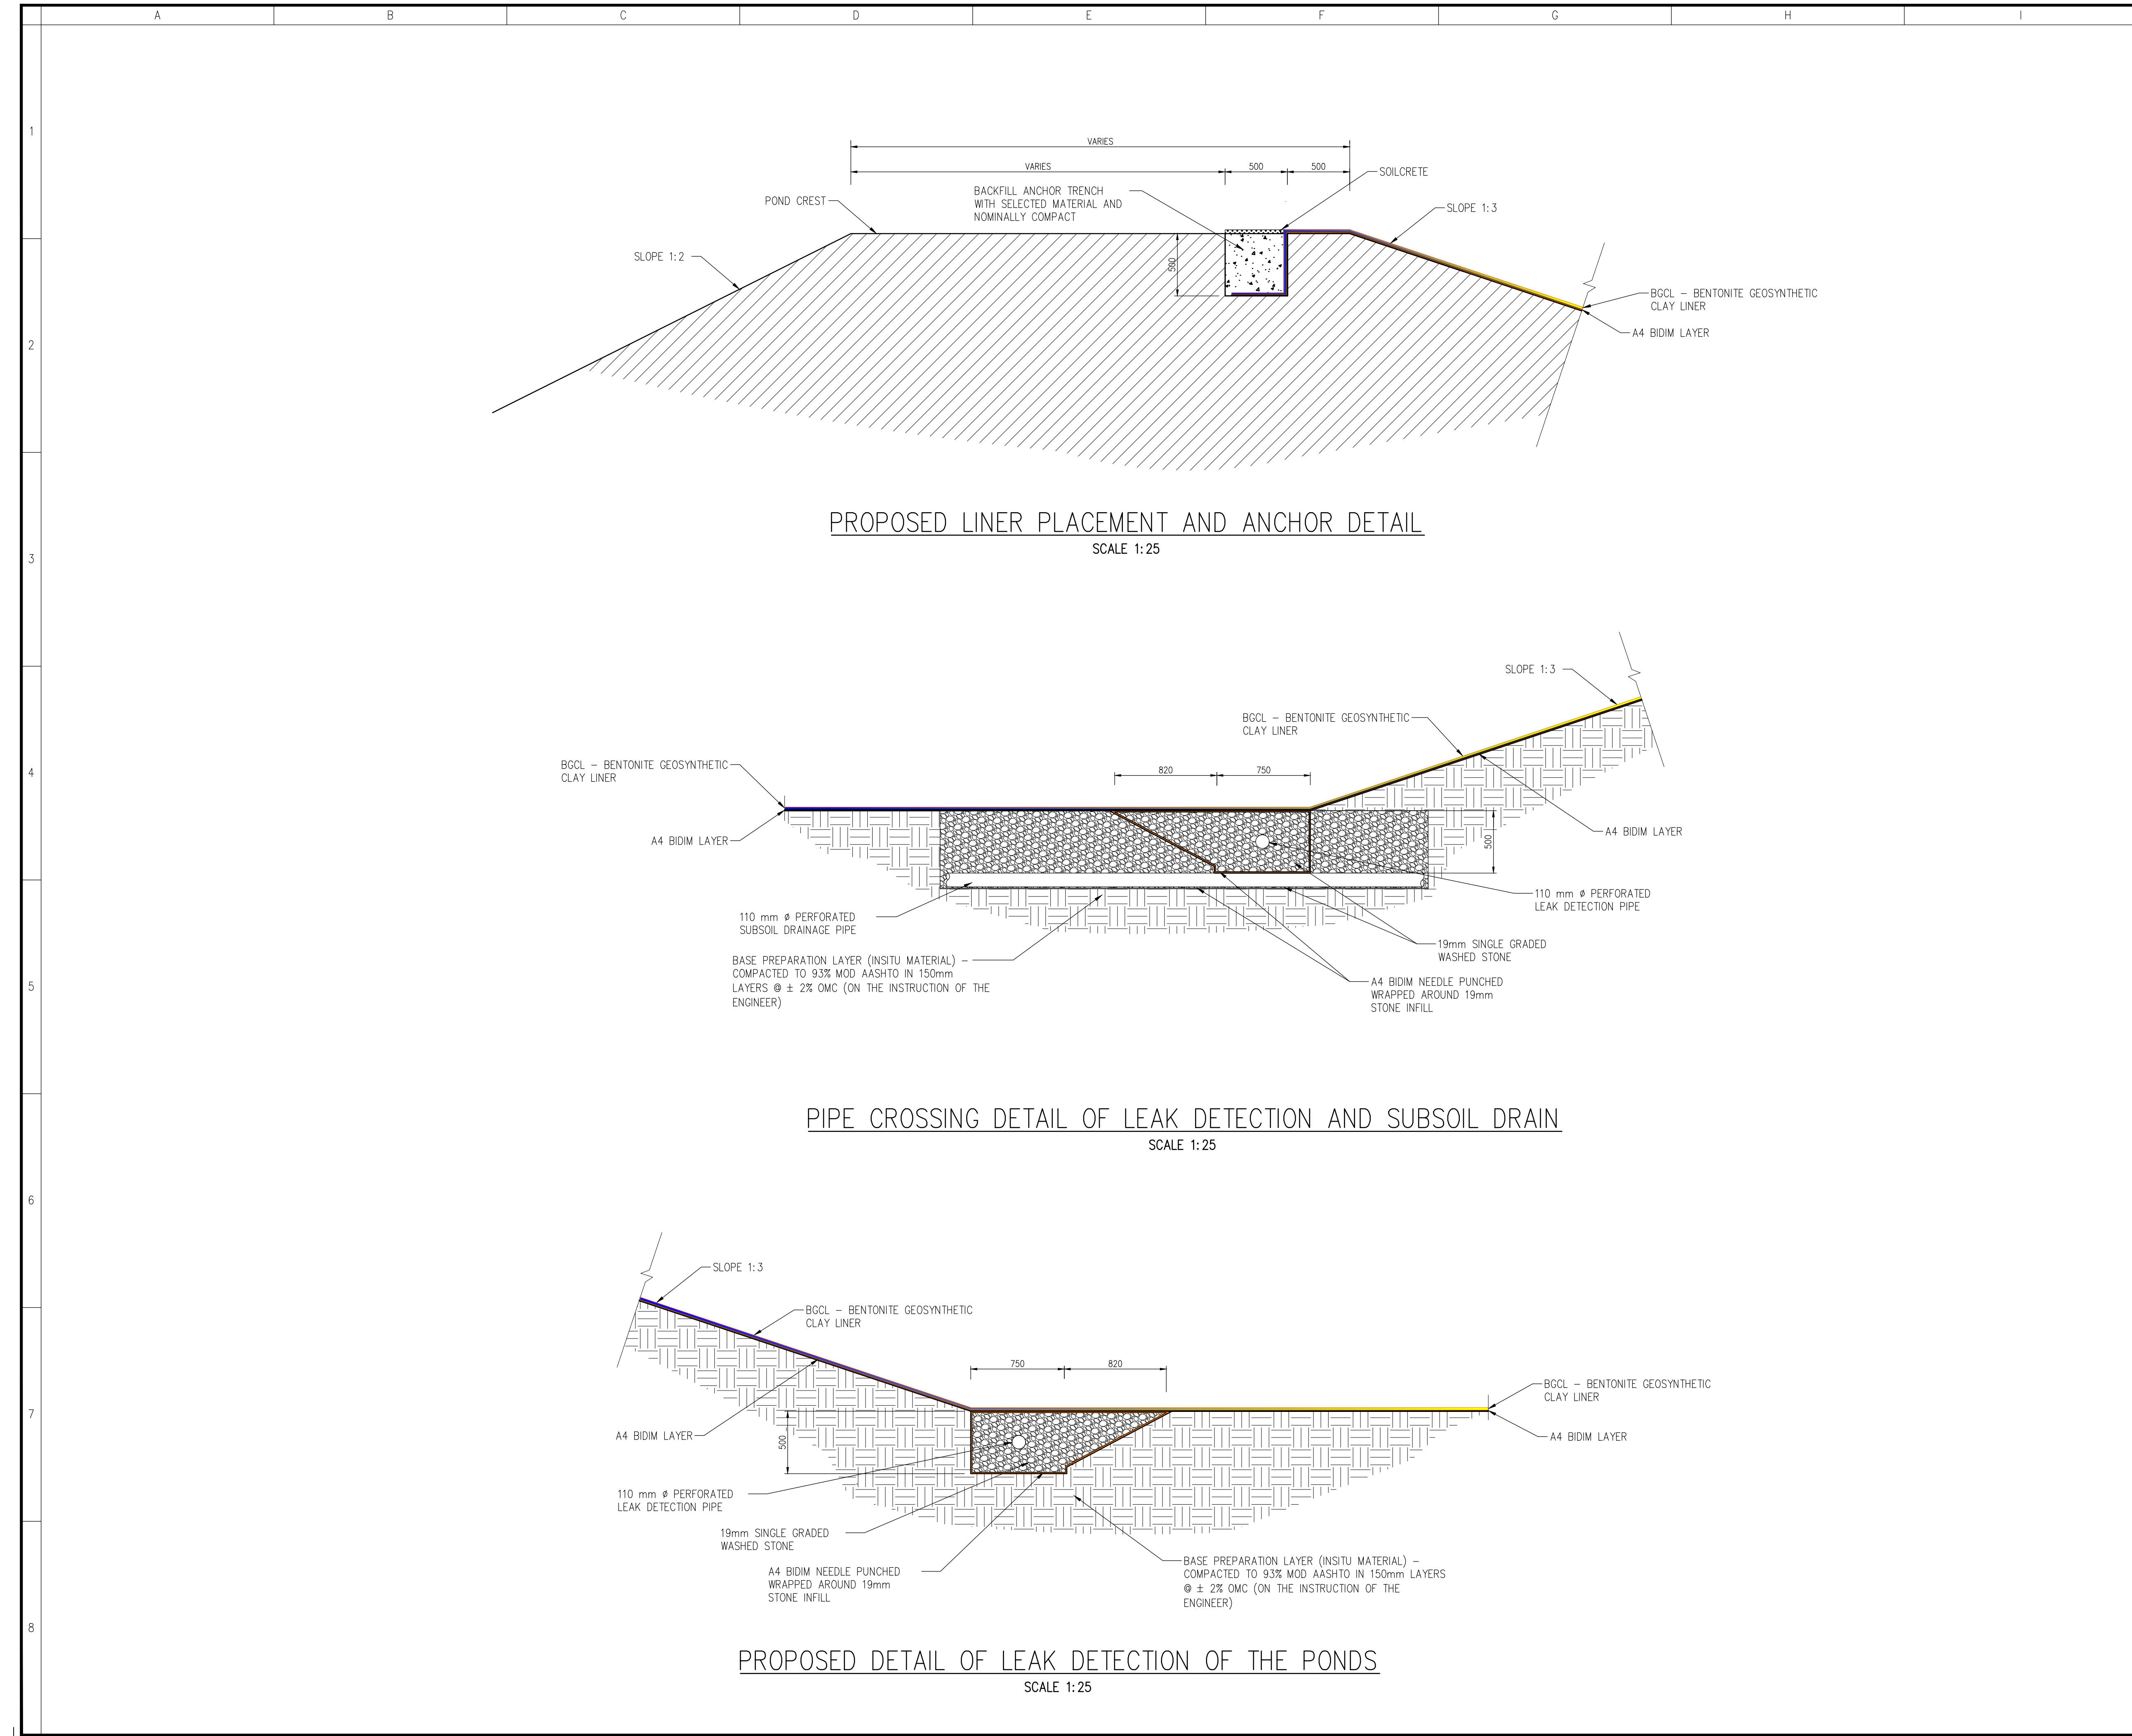 A B C D E F G H I
1
VARIES
VARIES 500 500
SOILCRETE
BACKFILL ANCHOR TRENCH
WITH SELECTED MATERIAL AND
NOMINALLY COMPACT
POND CREST
SLOPE 1:3
SLOPE 1:2
500
BGCL – BENTONITE GEOSYNTHETIC
CLAY LINER
A4 BIDIM LAYER
2
PROPOSED LINER PLACEMENT AND ANCHOR DETAIL
SCALE 1:25
3
SLOPE 1:3
BGCL – BENTONITE GEOSYNTHETIC
CLAY LINER
BGCL – BENTONITE GEOSYNTHETIC
CLAY LINER
820 750
4
A4 BIDIM LAYER
A4 BIDIM LAYER
500
110 mm ø PERFORATED
LEAK DETECTION PIPE
110 mm ø PERFORATED
SUBSOIL DRAINAGE PIPE
19mm SINGLE GRADED
WASHED STONE
BASE PREPARATION LAYER (INSITU MATERIAL) –
COMPACTED TO 93% MOD AASHTO IN 150mm
LAYERS @ ± 2% OMC (ON THE INSTRUCTION OF THE
ENGINEER)
A4 BIDIM NEEDLE PUNCHED
WRAPPED AROUND 19mm
STONE INFILL
5
PIPE CROSSING DETAIL OF LEAK DETECTION AND SUBSOIL DRAIN
SCALE 1:25
6
SLOPE 1:3
BGCL – BENTONITE GEOSYNTHETIC
CLAY LINER
750 820
BGCL – BENTONITE GEOSYNTHETIC
CLAY LINER
7
A4 BIDIM LAYER
A4 BIDIM LAYER
500
110 mm ø PERFORATED
LEAK DETECTION PIPE
19mm SINGLE GRADED
WASHED STONE
A4 BIDIM NEEDLE PUNCHED
WRAPPED AROUND 19mm
STONE INFILL
BASE PREPARATION LAYER (INSITU MATERIAL) –
COMPACTED TO 93% MOD AASHTO IN 150mm LAYERS
@ ± 2% OMC (ON THE INSTRUCTION OF THE
ENGINEER)
8
PROPOSED DETAIL OF LEAK DETECTION OF THE PONDS
SCALE 1:25